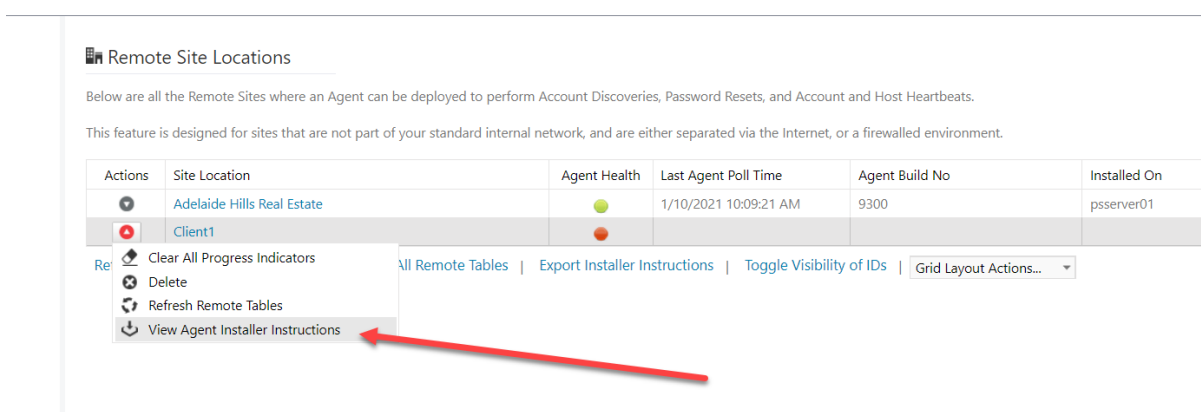 Remote Site Locations
Below are all the Remote Sites where an Agent can be deployed to perform Account Discoveries, Password Resets, and Account and Host Heartbeats.
This feature is designed for sites that are not part of your standard internal network, and are either separated via the Internet, or a firewalled environment.
Actions Site Location Agent Health Last Agent Poll Time Agent Build No Installed On
Adelaide Hills Real Estate 1/10/2021 10:09:21 AM 9300 psserver01
Client1
Clear All Progress Indicators
All Remote Tables | Export Installer Instructions | Toggle Visibility of IDs | Grid Layout Actions...
Delete
Refresh Remote Tables
View Agent Installer Instructions